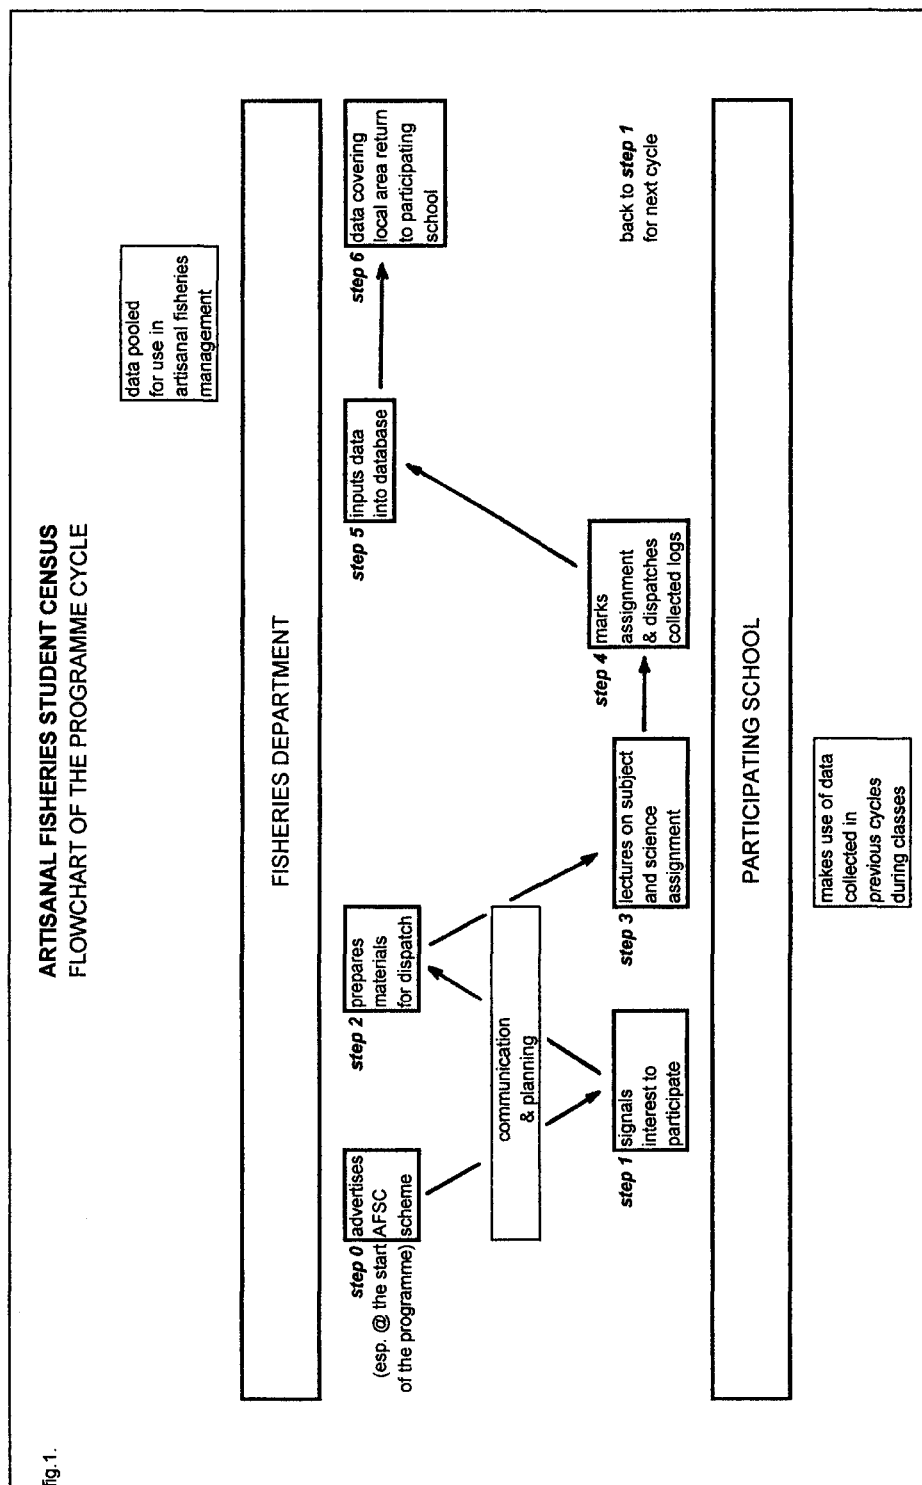 fig.1.
ARTISANAL FISHERIES STUDENT CENSUS
FLOWCHART OF THE PROGRAMME CYCLE
data pooled
for use in
artisanal fisheries
management
FISHERIES DEPARTMENT
step 0 advertises
(esp. @ the start AFSC
of the programme) scheme
step 2 prepares
materials
for dispatch
step 5 inputs data
into database
step 6 data covering
local area return
to participating
school
communication
& planning
step 1 signals
interest to
participate
step 3 lectures on subject
and science
assignment
step 4 marks
assignment
& dispatches
collected logs
back to step 1
for next cycle
PARTICIPATING SCHOOL
makes use of data
collected in
previous cycles
during classes